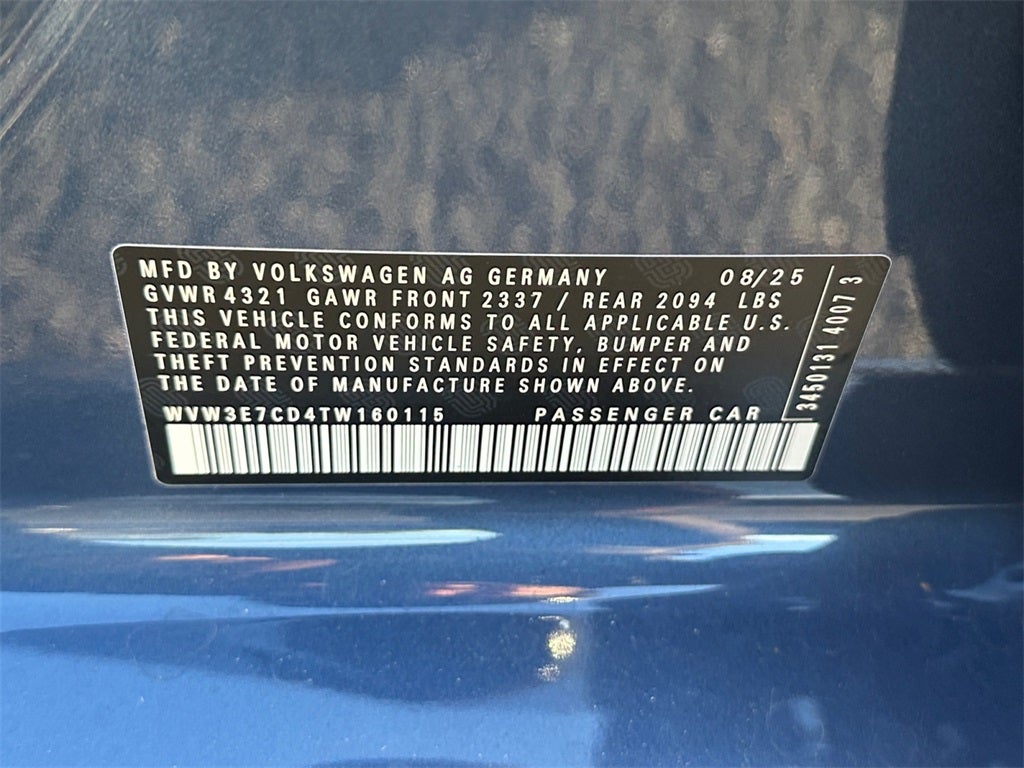 MFD BY VOLKSWAGEN AG GERMANY 08/25
GVWR 4321 GAWR FRONT 2337 / REAR 2094 LBS
THIS VEHICLE CONFORMS TO ALL APPLICABLE U.S.
FEDERAL MOTOR VEHICLE SAFETY, BUMPER AND
THEFT PREVENTION STANDARDS IN EFFECT ON
THE DATE OF MANUFACTURE SHOWN ABOVE.
WVW3E7CD4TW160115 PASSENGER CAR
3450131 4007 3